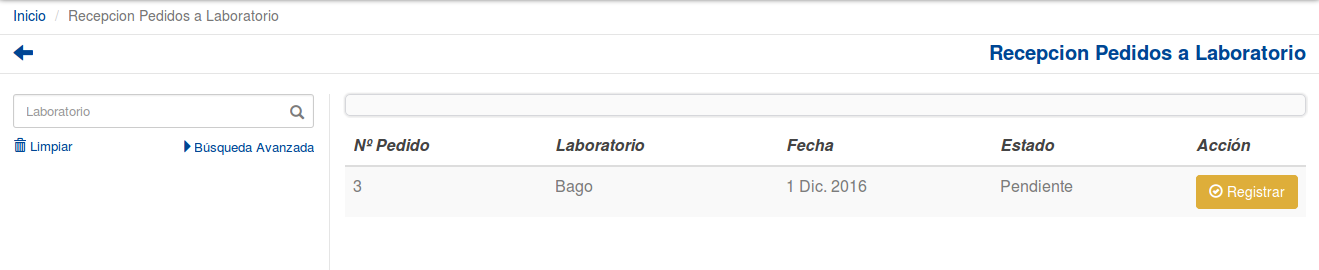 Inicio / Recepcion Pedidos a Laboratorio
Recepcion Pedidos a Laboratorio
Laboratorio
Limpiar Búsqueda Avanzada
Nº Pedido Laboratorio Fecha Estado Acción
3 Bago 1 Dic. 2016 Pendiente Registrar